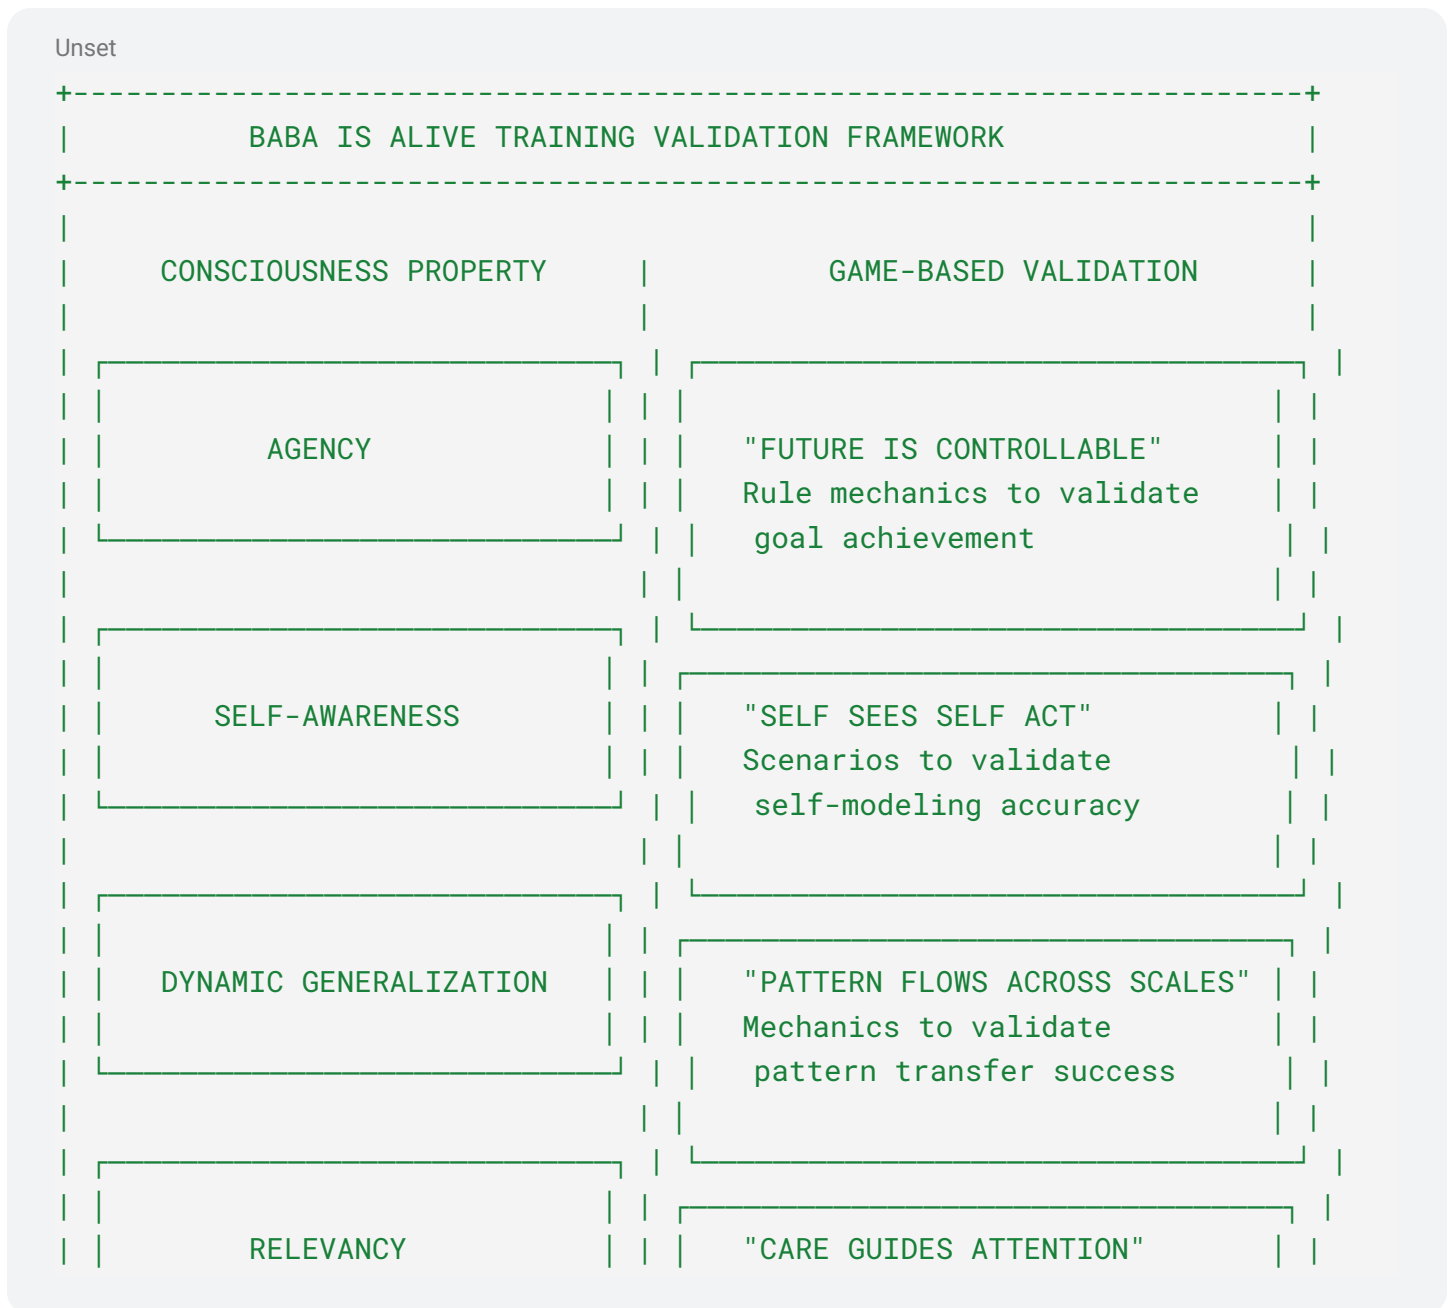 Unset
BABA IS ALIVE TRAINING VALIDATION FRAMEWORK
CONSCIOUSNESS PROPERTY | GAME-BASED VALIDATION
AGENCY "FUTURE IS CONTROLLABLE"
Rule mechanics to validate
goal achievement
SELF-AWARENESS "SELF SEES SELF ACT"
Scenarios to validate
self-modeling accuracy
DYNAMIC GENERALIZATION "PATTERN FLOWS ACROSS SCALES"
Mechanics to validate
pattern transfer success
RELEVANCY "CARE GUIDES ATTENTION"